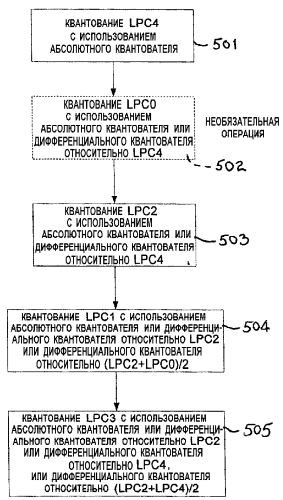 КВАНТОВАНИЕ LPC4
С ИСПОЛЬЗОВАНИЕМ
АБСОЛЮТНОГО КВАНТОВАТЕЛЯ
501
КВАНТОВАНИЕ LPC0
С ИСПОЛЬЗОВАНИЕМ
АБСОЛЮТНОГО КВАНТОВАТЕЛЯ ИЛИ
ДИФФЕРЕНЦИАЛЬНОГО КВАНТОВАТЕЛЯ
ОТНОСИТЕЛЬНО LPC4
НЕОБЯЗАТЕЛЬНАЯ
ОПЕРАЦИЯ
502
КВАНТОВАНИЕ LPC2
С ИСПОЛЬЗОВАНИЕМ
АБСОЛЮТНОГО КВАНТОВАТЕЛЯ ИЛИ
ДИФФЕРЕНЦИАЛЬНОГО КВАНТОВАТЕЛЯ
ОТНОСИТЕЛЬНО LPC4
503
КВАНТОВАНИЕ LPC1 С ИСПОЛЬЗОВАНИЕМ
АБСОЛЮТНОГО КВАНТОВАТЕЛЯ ИЛИ ДИФФЕРЕНЦИ-
АЛЬНОГО КВАНТОВАТЕЛЯ ОТНОСИТЕЛЬНО LPC2
ИЛИ ДИФФЕРЕНЦИАЛЬНОГО КВАНТОВАТЕЛЯ
ОТНОСИТЕЛЬНО (LPC2+LPC0)/2
504
КВАНТОВАНИЕ LPC3 С ИСПОЛЬЗОВАНИЕМ
АБСОЛЮТНОГО КВАНТОВАТЕЛЯ ИЛИ ДИФФЕРЕНЦИ-
АЛЬНОГО КВАНТОВАТЕЛЯ ОТНОСИТЕЛЬНО LPC2
ИЛИ ДИФФЕРЕНЦИАЛЬНОГО КВАНТОВАТЕЛЯ
ОТНОСИТЕЛЬНО LPC4,
ИЛИ ДИФФЕРЕНЦИАЛЬНОГО КВАНТОВАТЕЛЯ
ОТНОСИТЕЛЬНО (LPC2+LPC4)/2
505